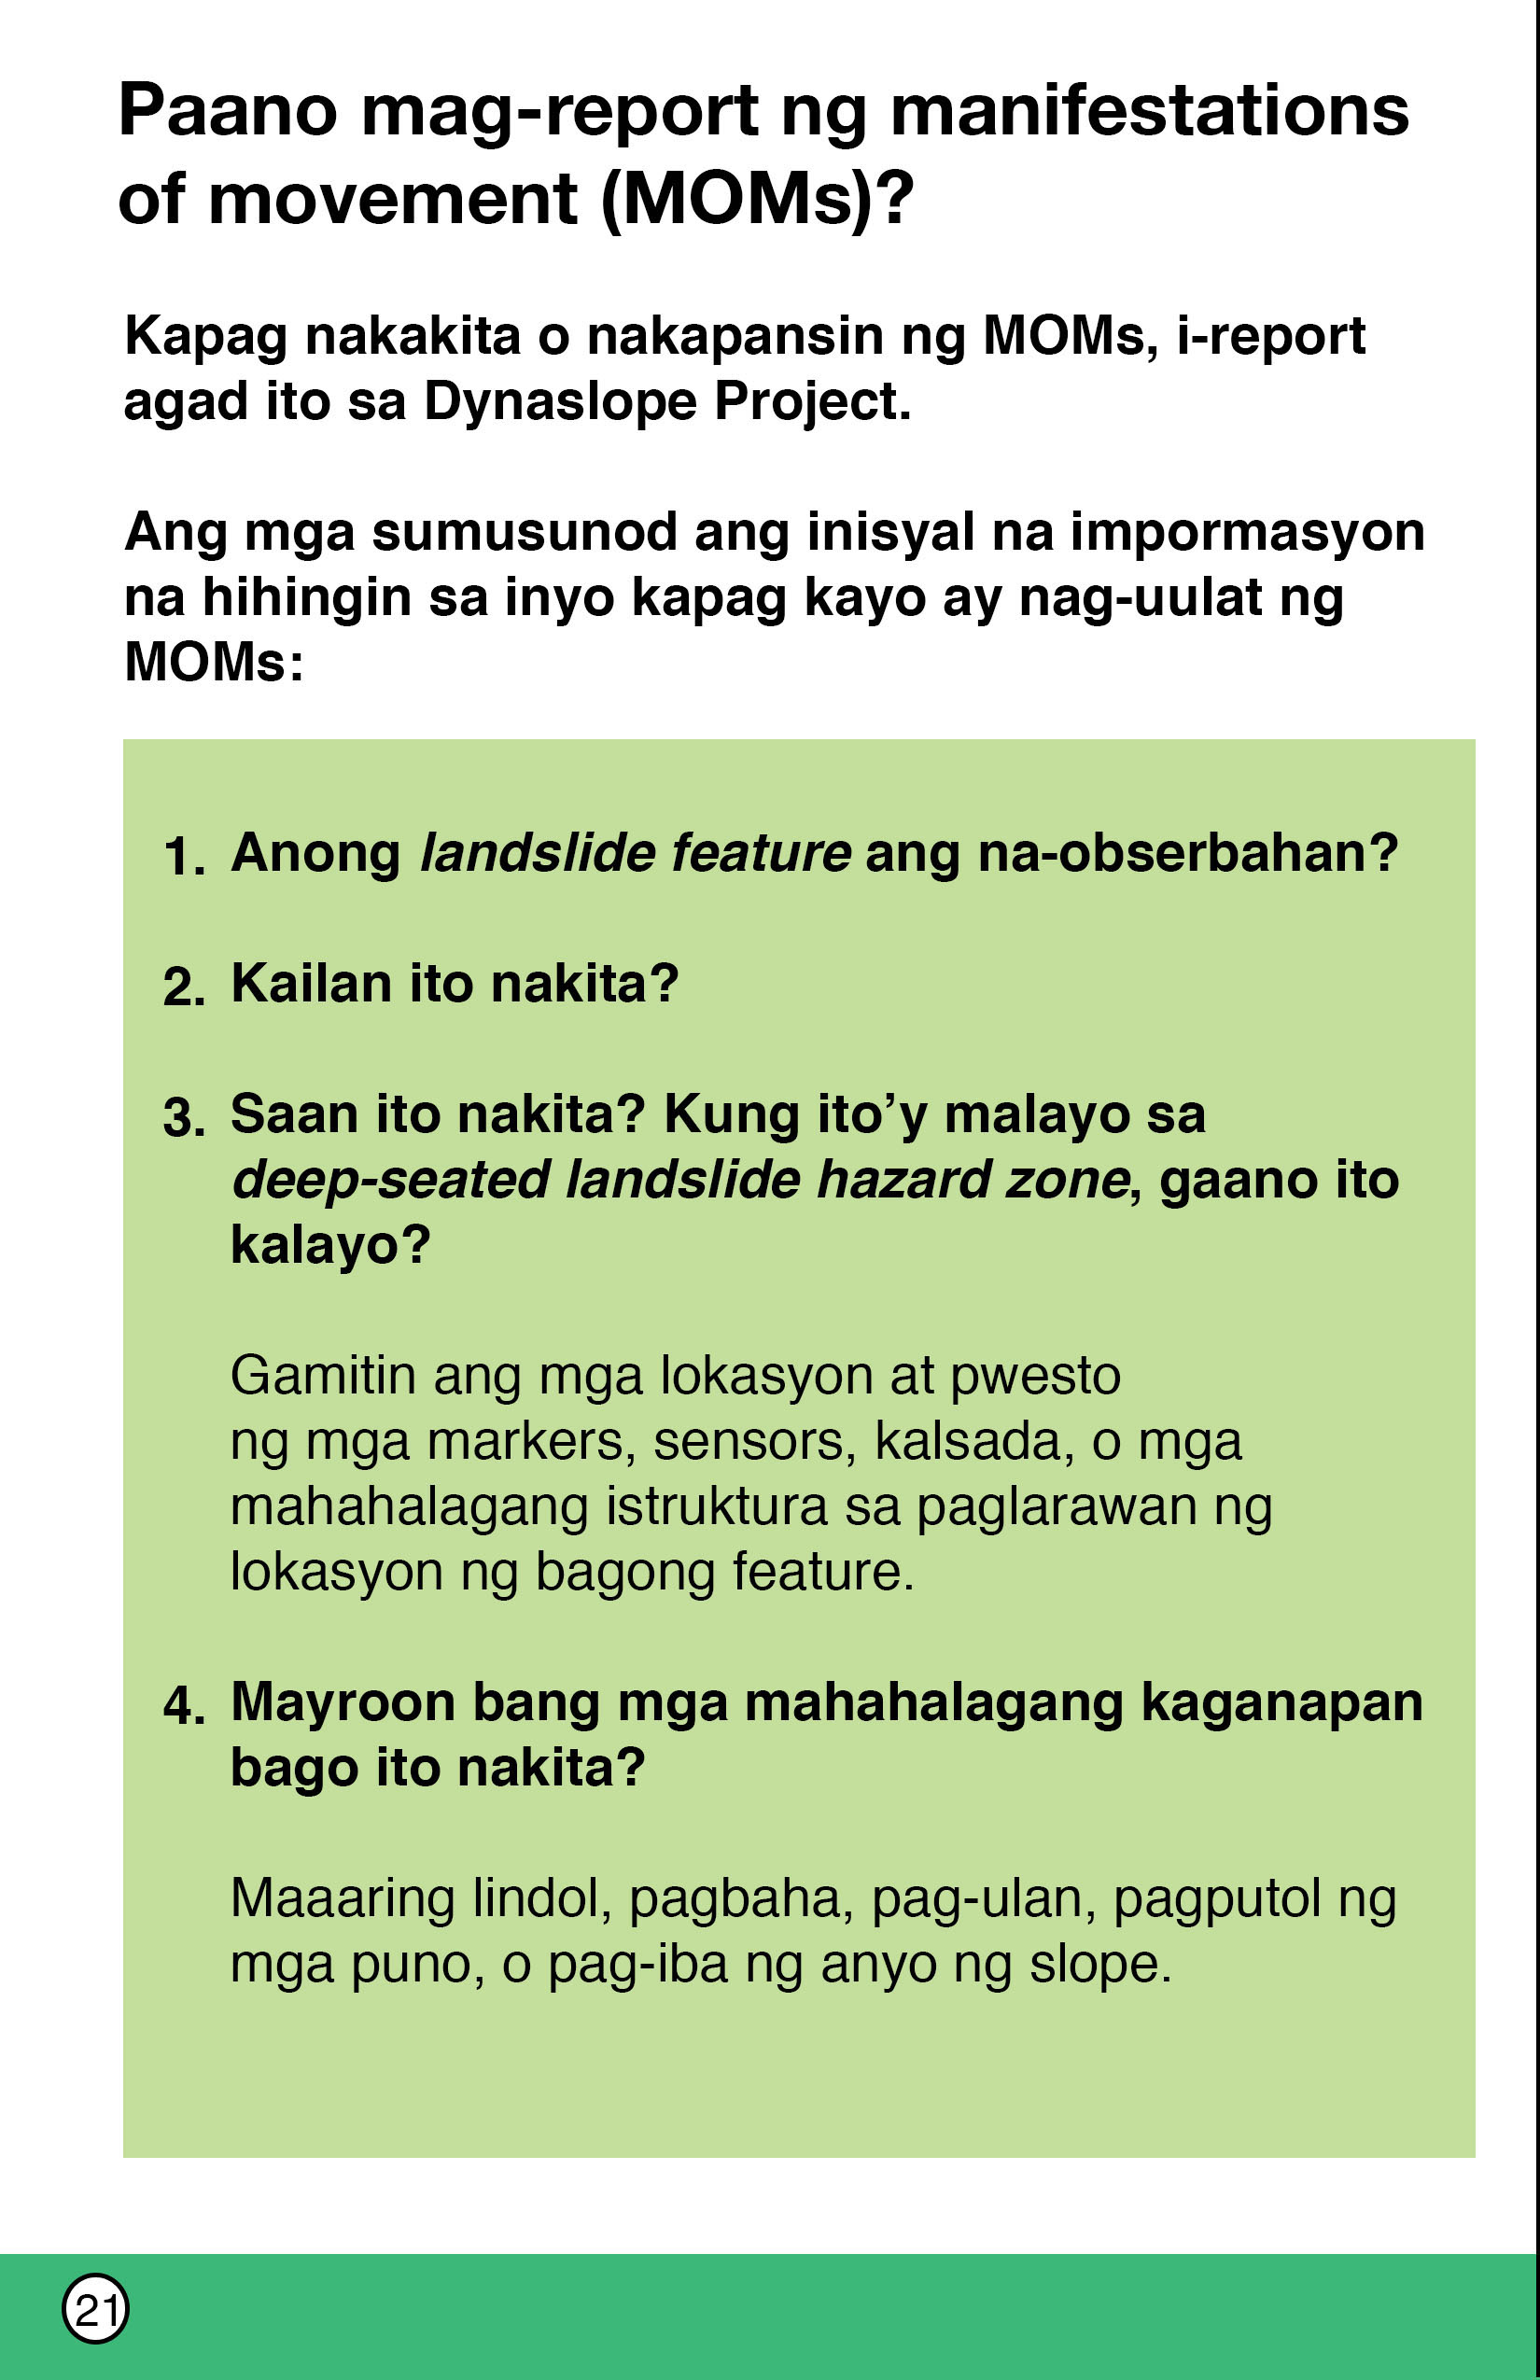 Paano mag-report ng manifestations
of movement (MOMs)?
Kapag nakakita o nakapansin ng MOMs, i-report
agad ito sa Dynaslope Project.
Ang mga sumusunod ang inisyal na impormasyon
na hihingin sa inyo kapag kayo ay nag-uulat ng
MOMs:
1. Anong landslide feature ang na-obserbahan?
2. Kailan ito nakita?
3. Saan ito nakita? Kung ito’y malayo sa
deep-seated landslide hazard zone, gaano ito
kalayo?
Gamitin ang mga lokasyon at pwesto
ng mga markers, sensors, kalsada, o mga
mahahalagang istruktura sa paglarawan ng
lokasyon ng bagong feature.
4. Mayroon bang mga mahahalagang kaganapan
bago ito nakita?
Maaaring lindol, pagbaha, pag-ulan, pagputol ng
mga puno, o pag-iba ng anyo ng slope.
21